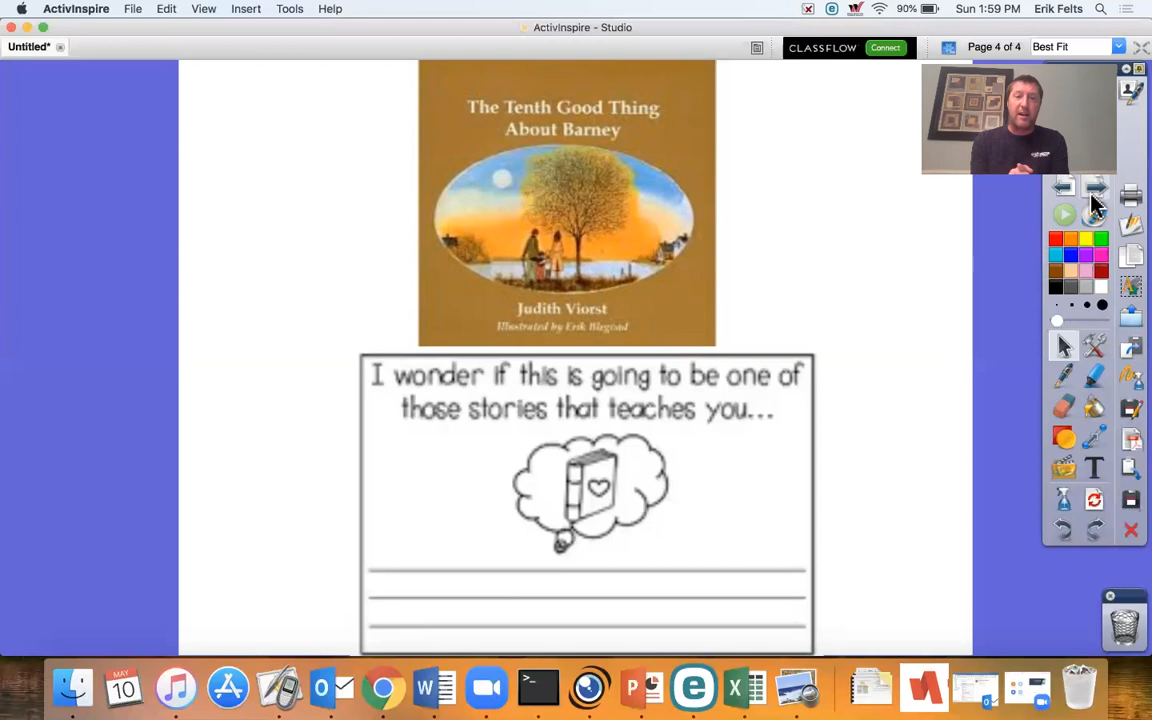 ActivInspire File Edit View Insert Tools Help 90% Sun 1:59 PM Erik Felts
ActivInspire - Studio
Untitled* CLASSFLOW Connect Page 4 of 4 Best Fit
The Tenth Good Thing
About Barney
Judith Viorst
Illustrated by Erik Blegvad
I wonder if this is going to be one of
those stories that teaches you...
T
MAY
10
W
P
X